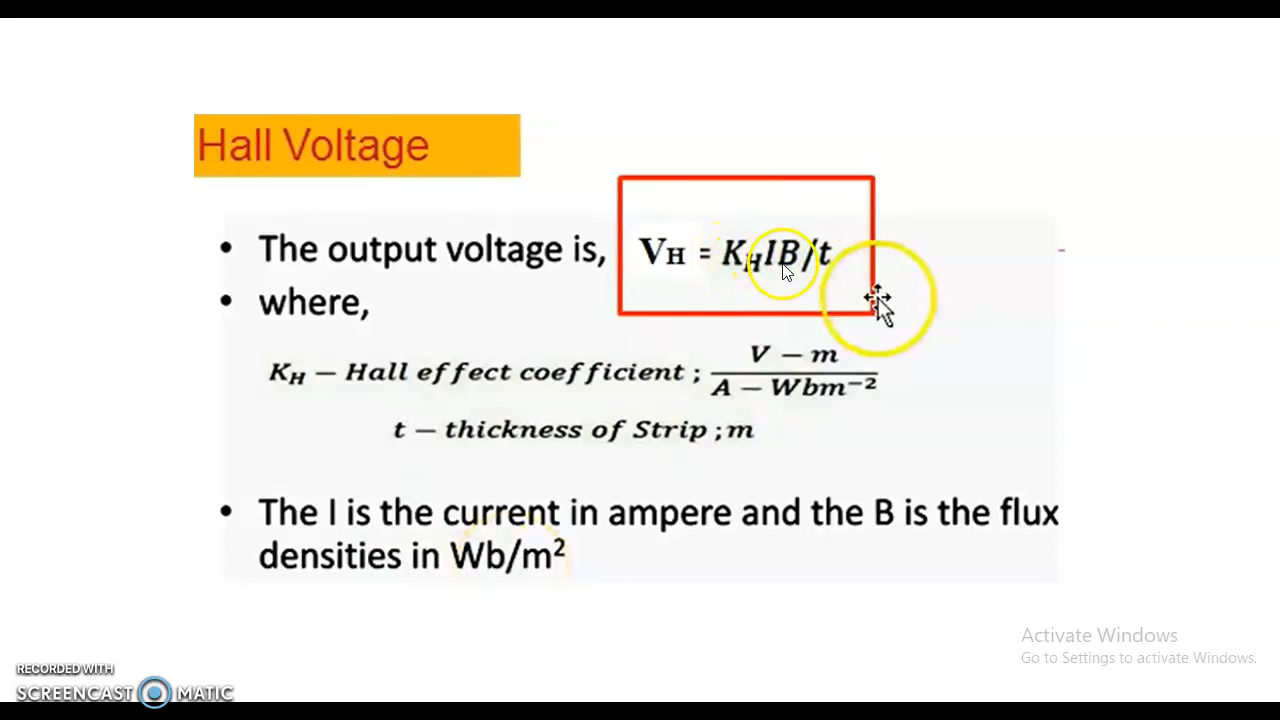 Hall Voltage
• The output voltage is, V_H = K_H IB/t
• where,
K_H − Hall effect coefficient ; (V − m)/(A − Wbm⁻²)
t − thickness of Strip ; m
• The I is the current in ampere and the B is the flux
densities in Wb/m²
Activate Windows
Go to Settings to activate Windows.
RECORDED WITH
SCREENCAST MATIC